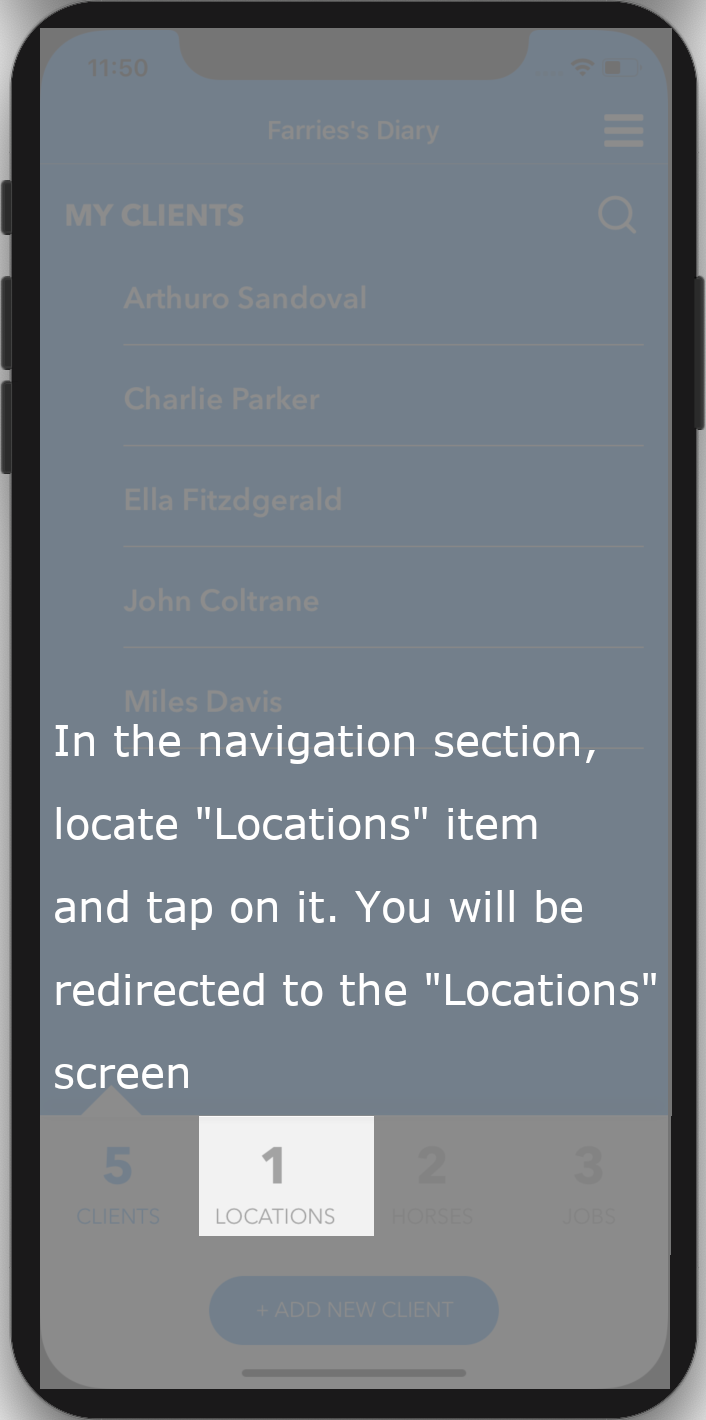 11:50
Farries's Diary
MY CLIENTS
Arthuro Sandoval
Charlie Parker
Ella Fitzdgerald
John Coltrane
Miles Davis
In the navigation section,
locate "Locations" item
and tap on it. You will be
redirected to the "Locations"
screen
5 1 2 3
CLIENTS LOCATIONS HORSES JOBS
+ ADD NEW CLIENT